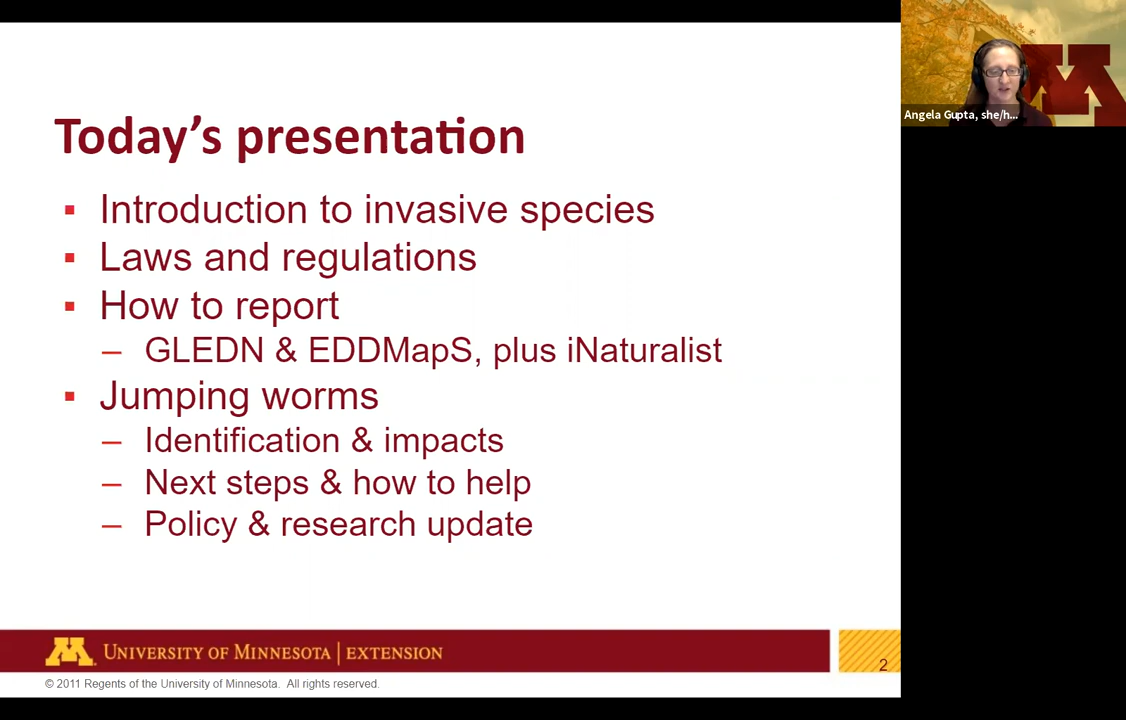 Today's presentation
▪ Introduction to invasive species
▪ Laws and regulations
▪ How to report
– GLEDN & EDDMapS, plus iNaturalist
▪ Jumping worms
– Identification & impacts
– Next steps & how to help
– Policy & research update
M UNIVERSITY OF MINNESOTA | EXTENSION
2
© 2011 Regents of the University of Minnesota. All rights reserved.
M
Angela Gupta, she/h...